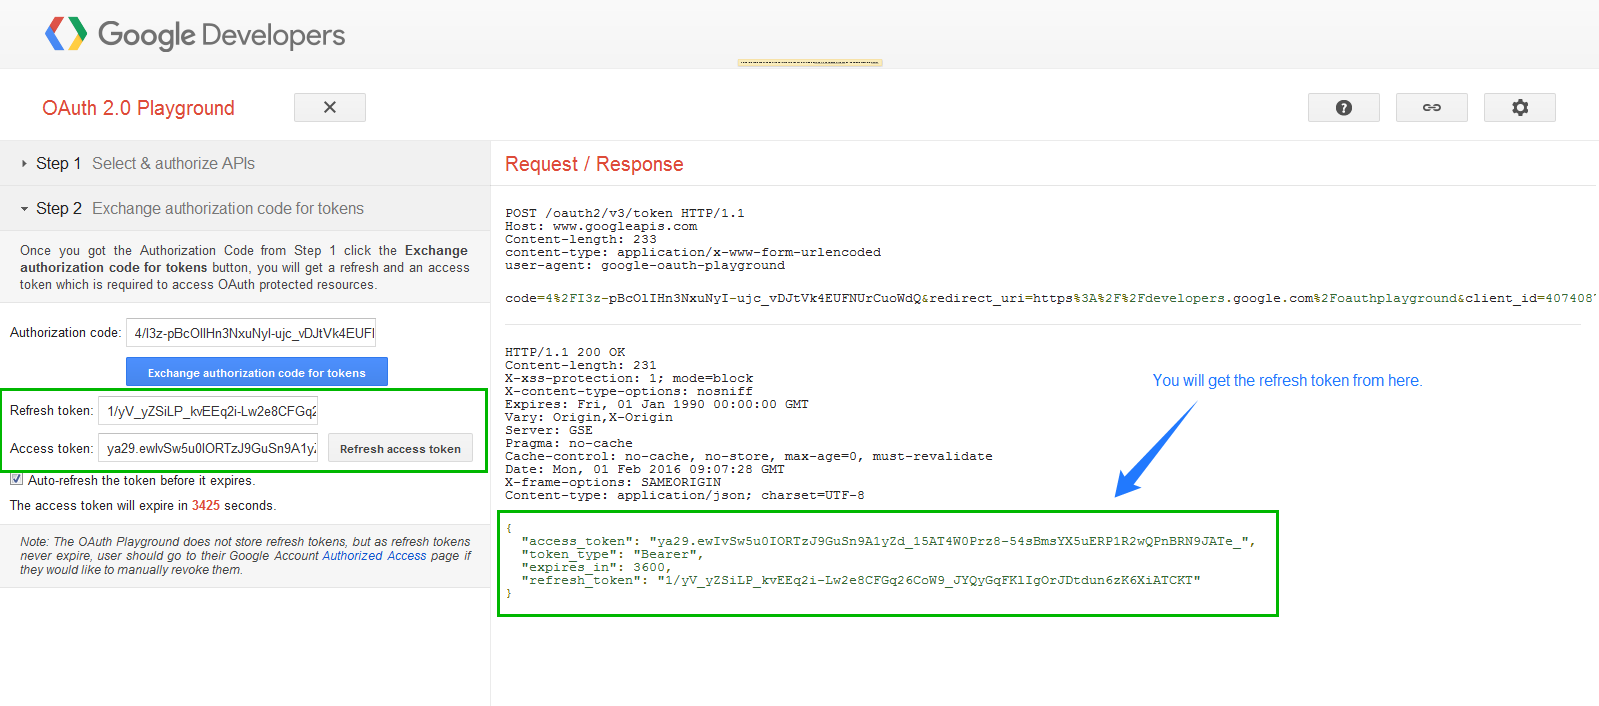 Google Developers
OAuth 2.0 Playground
Step 1 Select & authorize APIs
Step 2 Exchange authorization code for tokens
Once you got the Authorization Code from Step 1 click the Exchange
authorization code for tokens button, you will get a refresh and an access
token which is required to access OAuth protected resources.
Authorization code: 4/I3z-pBcOlIHn3NxuNyI-ujc_vDJtVk4EUFI
Exchange authorization code for tokens
Refresh token: 1/yV_yZSiLP_kvEEq2i-Lw2e8CFGq2
Access token: ya29.ewIvSw5u0IORTzJ9GuSn9A1yZ
Refresh access token
Auto-refresh the token before it expires.
The access token will expire in 3425 seconds.
Note: The OAuth Playground does not store refresh tokens, but as refresh tokens
never expire, user should go to their Google Account Authorized Access page if
they would like to manually revoke them.
Request / Response
POST /oauth2/v3/token HTTP/1.1
Host: www.googleapis.com
Content-length: 233
content-type: application/x-www-form-urlencoded
user-agent: google-oauth-playground
code=4%2FI3z-pBcOlIHn3NxuNyI-ujc_vDJtVk4EUFNUrCuoWdQ&redirect_uri=https%3A%2F%2Fdevelopers.google.com%2Foauthplayground&client_id=407408
HTTP/1.1 200 OK
Content-length: 231
X-xss-protection: 1; mode=block
X-content-type-options: nosniff
Expires: Fri, 01 Jan 1990 00:00:00 GMT
Vary: Origin,X-Origin
Server: GSE
Pragma: no-cache
Cache-control: no-cache, no-store, max-age=0, must-revalidate
Date: Mon, 01 Feb 2016 09:07:28 GMT
X-frame-options: SAMEORIGIN
Content-type: application/json; charset=UTF-8
You will get the refresh token from here.
{
"access_token": "ya29.ewIvSw5u0IORTzJ9GuSn9A1yZd_15AT4W0Prz8-54sBmsYX5uERP1R2wQPnBRN9JATe_",
"token_type": "Bearer",
"expires_in": 3600,
"refresh_token": "1/yV_yZSiLP_kvEEq2i-Lw2e8CFGq26CoW9_JYQyGqFKlIgOrJDtdun6zK6XiATCKT"
}